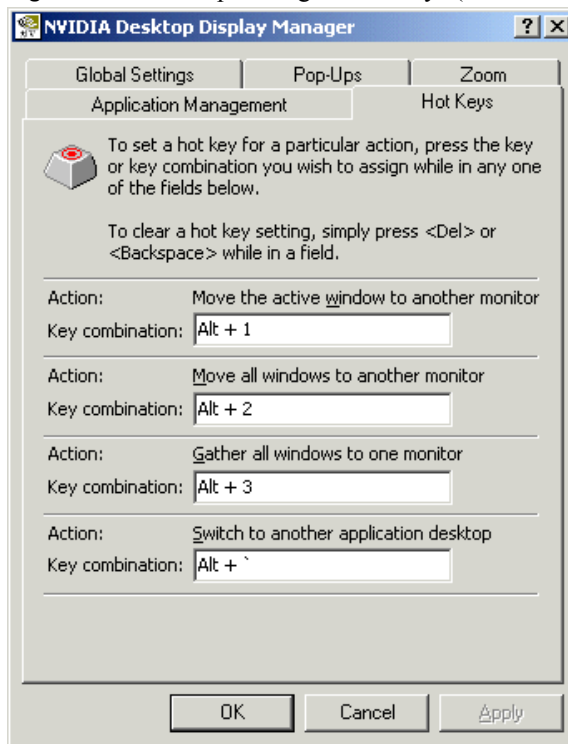 NVIDIA Desktop Display Manager
Global Settings Pop-Ups Zoom
Application Management Hot Keys
To set a hot key for a particular action, press the key
or key combination you wish to assign while in any one
of the fields below.
To clear a hot key setting, simply press <Del> or
<Backspace> while in a field.
Action: Move the active window to another monitor
Key combination: Alt + 1
Action: Move all windows to another monitor
Key combination: Alt + 2
Action: Gather all windows to one monitor
Key combination: Alt + 3
Action: Switch to another application desktop
Key combination: Alt + `
OK Cancel Apply